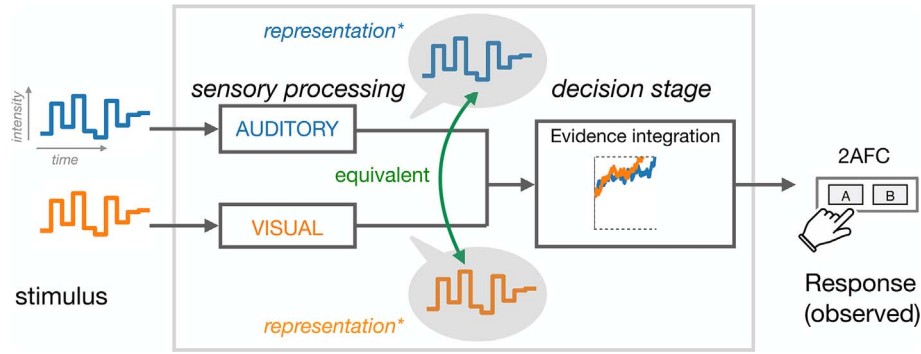 representation*
sensory processing
decision stage
intensity
time
AUDITORY
Evidence integration
2AFC
equivalent
A
B
VISUAL
stimulus
Response
(observed)
representation*